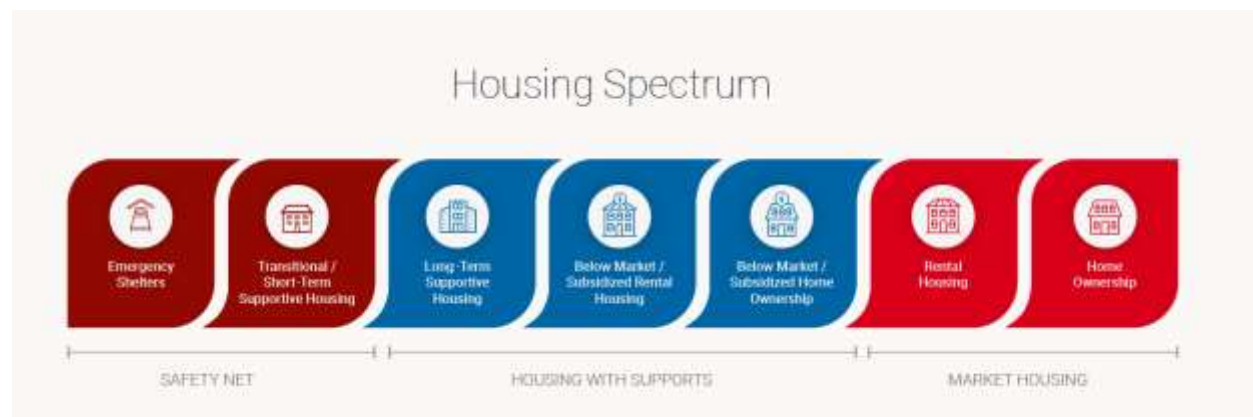 Housing Spectrum
Emergency
Shelters
Transitional /
Short-Term
Supportive Housing
Long-Term
Supportive
Housing
Below Market /
Subsidized Rental
Housing
Below Market /
Subsidized Home
Ownership
Rental
Housing
Home
Ownership
SAFETY NET
HOUSING WITH SUPPORTS
MARKET HOUSING